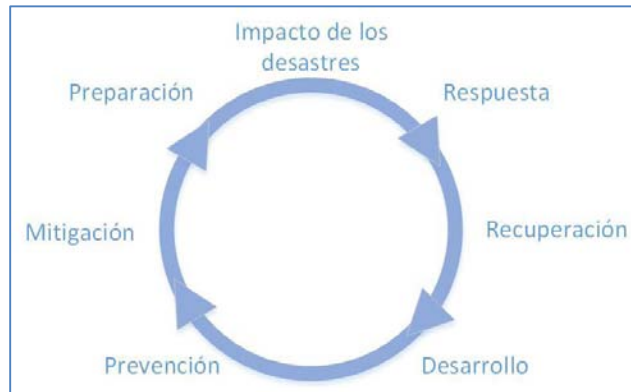 Impacto de los
desastres
Preparación
Respuesta
Mitigación
Recuperación
Prevención
Desarrollo